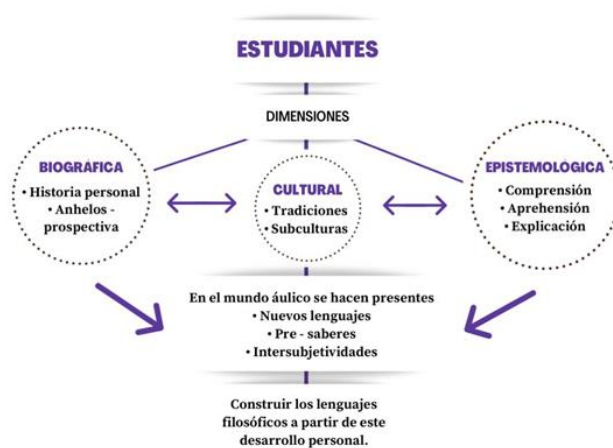 ESTUDIANTES
DIMENSIONES
BIOGRÁFICA
• Historia personal
• Anhelos -
prospectiva
CULTURAL
• Tradiciones
• Subculturas
EPISTEMOLÓGICA
• Comprensión
• Aprehensión
• Explicación
En el mundo áulico se hacen presentes
• Nuevos lenguajes
• Pre - saberes
• Intersubjetividades
Construir los lenguajes
filosóficos a partir de este
desarrollo personal.